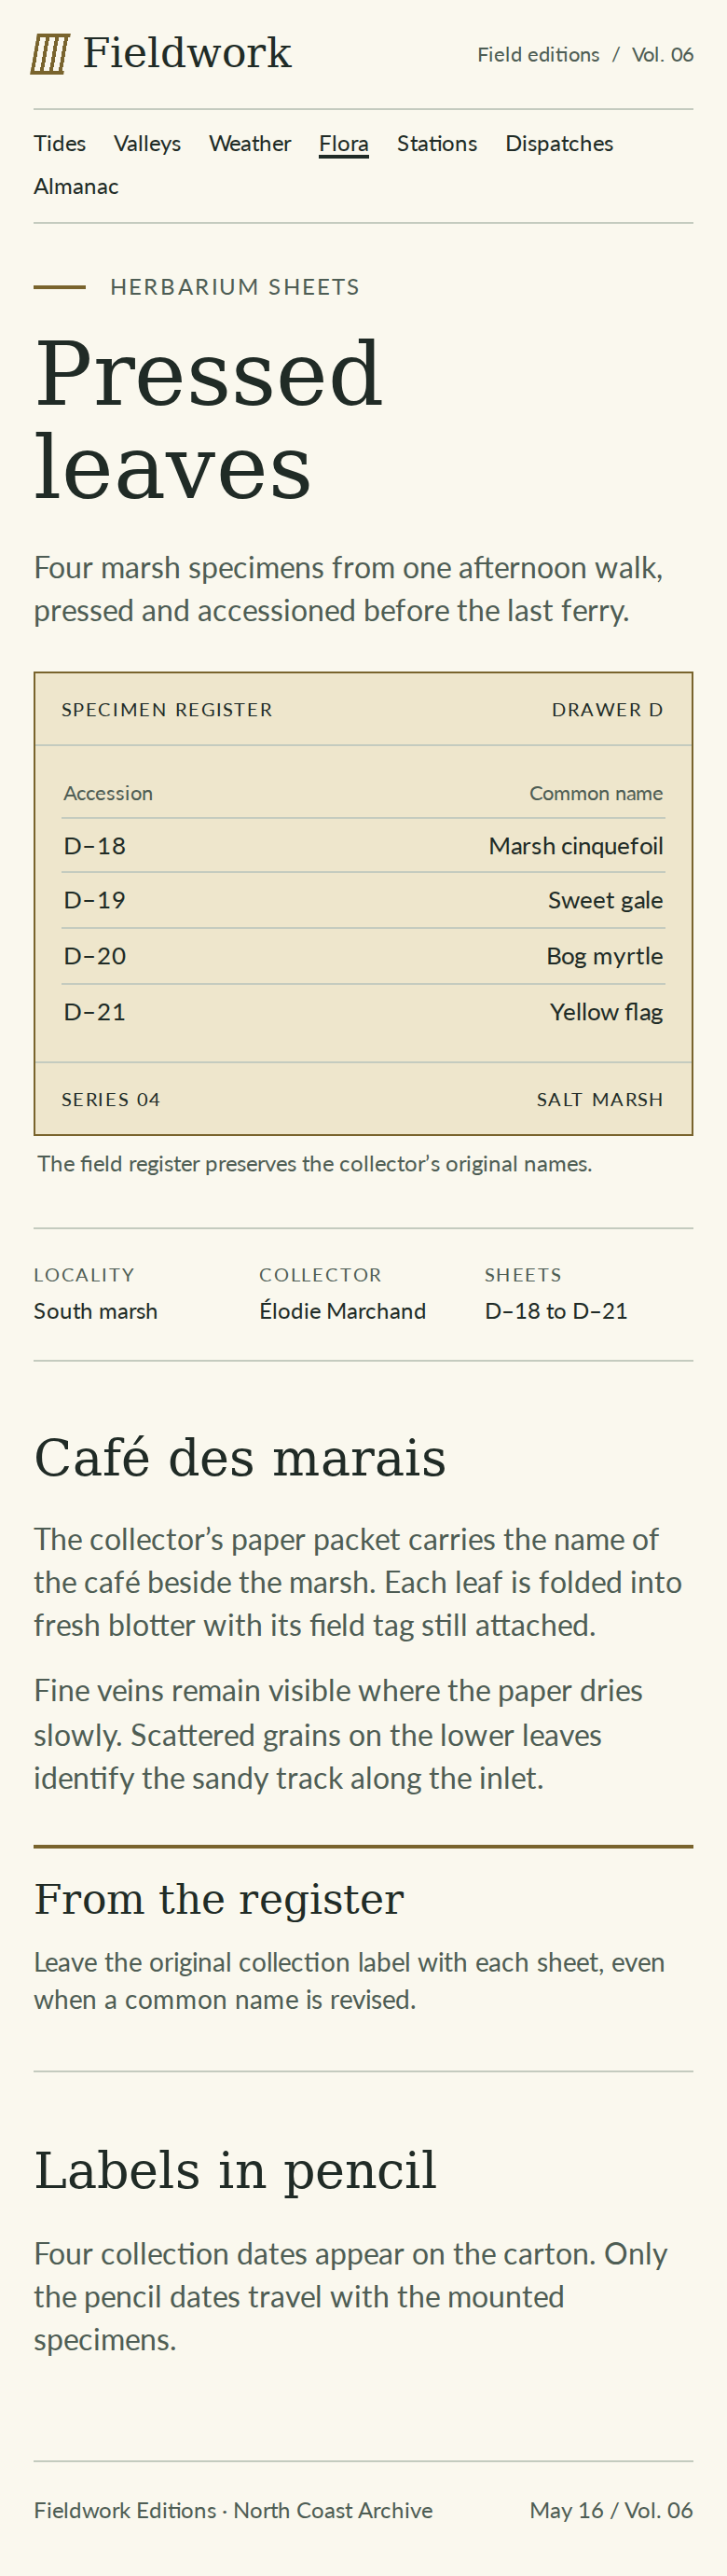 Fieldwork
Field editions / Vol. 06
Tides Valleys Weather Flora Stations Dispatches
Almanac
HERBARIUM SHEETS
Pressed
leaves
Four marsh specimens from one afternoon walk,
pressed and accessioned before the last ferry.
SPECIMEN REGISTER DRAWER D
Accession Common name
D–18 Marsh cinquefoil
D–19 Sweet gale
D–20 Bog myrtle
D–21 Yellow flag
SERIES 04 SALT MARSH
The field register preserves the collector’s original names.
LOCALITY COLLECTOR SHEETS
South marsh Élodie Marchand D–18 to D–21
Café des marais
The collector’s paper packet carries the name of
the café beside the marsh. Each leaf is folded into
fresh blotter with its field tag still attached.
Fine veins remain visible where the paper dries
slowly. Scattered grains on the lower leaves
identify the sandy track along the inlet.
From the register
Leave the original collection label with each sheet, even
when a common name is revised.
Labels in pencil
Four collection dates appear on the carton. Only
the pencil dates travel with the mounted
specimens.
Fieldwork Editions · North Coast Archive May 16 / Vol. 06